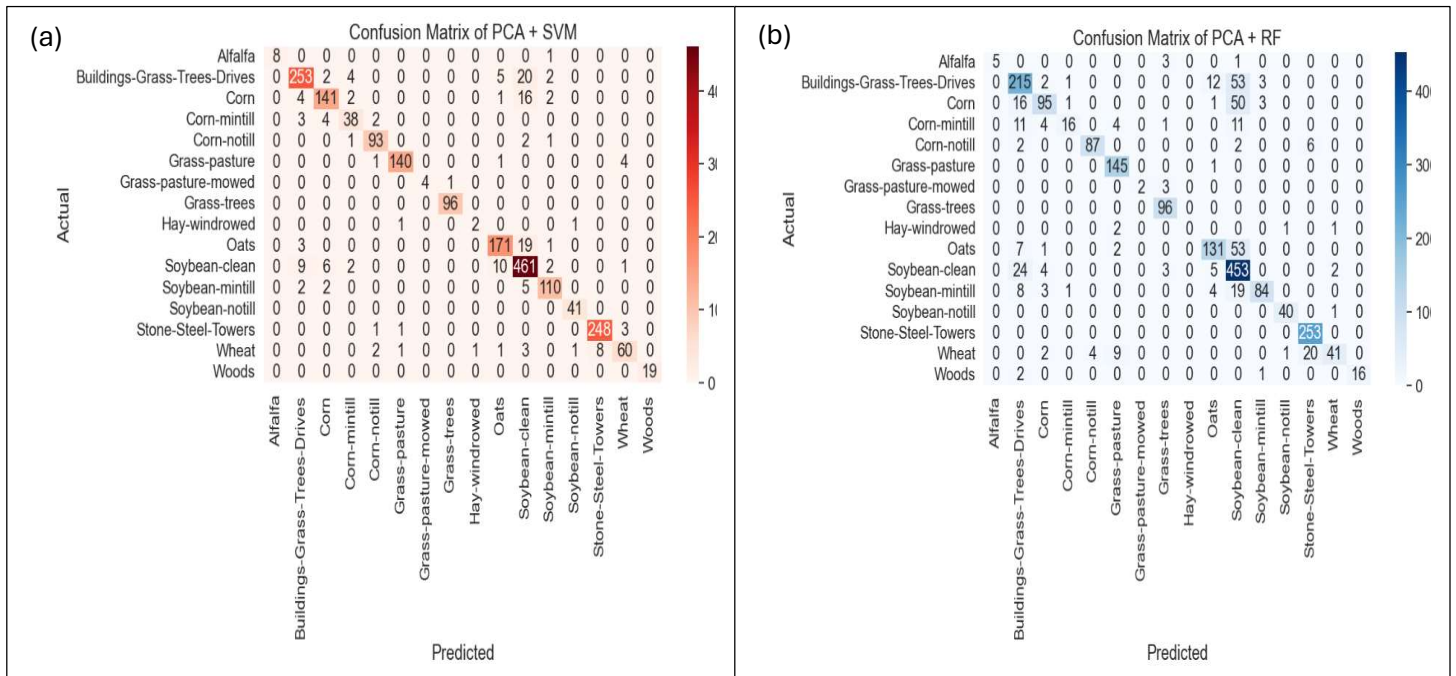 (a)
Confusion Matrix of PCA + SVM
Actual
Alfalfa 8 0 0 0 0 0 0 0 0 0 0 1 0 0 0 0
Buildings-Grass-Trees-Drives 0 253 2 4 0 0 0 0 0 5 20 2 0 0 0 0
Corn 0 4 141 2 0 0 0 0 0 1 16 2 0 0 0 0
Corn-mintill 0 3 4 38 2 0 0 0 0 0 0 0 0 0 0 0
Corn-notill 0 0 0 1 93 0 0 0 0 0 2 1 0 0 0 0
Grass-pasture 0 0 0 0 1 140 0 0 0 1 0 0 0 0 4 0
Grass-pasture-mowed 0 0 0 0 0 0 4 1 0 0 0 0 0 0 0 0
Grass-trees 0 0 0 0 0 0 0 96 0 0 0 0 0 0 0 0
Hay-windrowed 0 0 0 0 0 1 0 0 2 0 0 0 1 0 0 0
Oats 0 3 0 0 0 0 0 0 0 171 19 1 0 0 0 0
Soybean-clean 0 9 6 2 0 0 0 0 0 10 461 2 0 0 1 0
Soybean-mintill 0 2 2 0 0 0 0 0 0 0 5 110 0 0 0 0
Soybean-notill 0 0 0 0 0 0 0 0 0 0 0 0 41 0 0 0
Stone-Steel-Towers 0 0 0 0 1 1 0 0 0 0 0 0 0 248 3 0
Wheat 0 0 0 0 2 1 0 0 1 1 3 0 1 8 60 0
Woods 0 0 0 0 0 0 0 0 0 0 0 0 0 0 0 19
Alfalfa
Buildings-Grass-Trees-Drives
Corn
Corn-mintill
Corn-notill
Grass-pasture
Grass-pasture-mowed
Grass-trees
Hay-windrowed
Oats
Soybean-clean
Soybean-mintill
Soybean-notill
Stone-Steel-Towers
Wheat
Woods
Predicted
0
(b)
Confusion Matrix of PCA + RF
Actual
Alfalfa 5 0 0 0 0 0 0 3 0 0 1 0 0 0 0 0
Buildings-Grass-Trees-Drives 0 215 2 1 0 0 0 0 0 12 53 3 0 0 0 0
Corn 0 16 95 1 0 0 0 0 0 1 50 3 0 0 0 0
Corn-mintill 0 11 4 16 0 4 0 1 0 0 11 0 0 0 0 0
Corn-notill 0 2 0 0 87 0 0 0 0 0 2 0 0 6 0 0
Grass-pasture 0 0 0 0 0 145 0 0 0 1 0 0 0 0 0 0
Grass-pasture-mowed 0 0 0 0 0 0 2 3 0 0 0 0 0 0 0 0
Grass-trees 0 0 0 0 0 0 0 96 0 0 0 0 0 0 0 0
Hay-windrowed 0 0 0 0 0 2 0 0 0 0 0 0 1 0 1 0
Oats 0 7 1 0 0 2 0 0 0 131 53 0 0 0 0 0
Soybean-clean 0 24 4 0 0 0 0 3 0 5 453 0 0 0 2 0
Soybean-mintill 0 8 3 1 0 0 0 0 0 4 19 84 0 0 0 0
Soybean-notill 0 0 0 0 0 0 0 0 0 0 0 0 40 0 1 0
Stone-Steel-Towers 0 0 0 0 0 0 0 0 0 0 0 0 0 253 0 0
Wheat 0 0 2 0 4 9 0 0 0 0 0 0 1 20 41 0
Woods 0 2 0 0 0 0 0 0 0 0 0 1 0 0 0 16
Alfalfa
Buildings-Grass-Trees-Drives
Corn
Corn-mintill
Corn-notill
Grass-pasture
Grass-pasture-mowed
Grass-trees
Hay-windrowed
Oats
Soybean-clean
Soybean-mintill
Soybean-notill
Stone-Steel-Towers
Wheat
Woods
Predicted
400
300
200
100
0